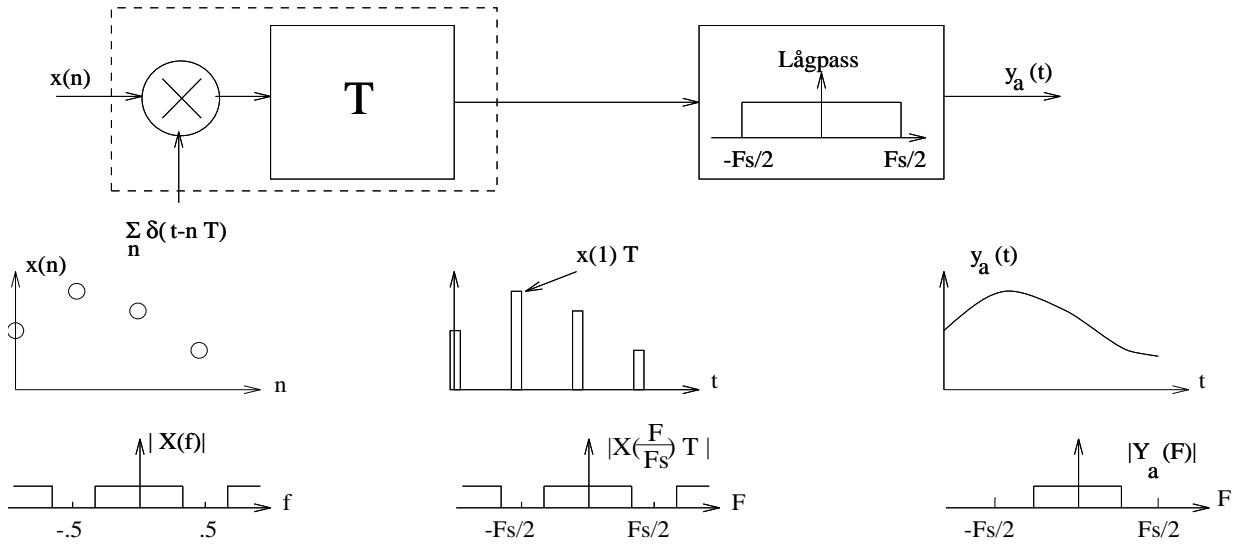 x(n)
T
Lågpass
-Fs/2
Fs/2
y_a (t)
Σ_n δ( t-n T)
x(n)
n
x(1) T
t
y_a (t)
t
| X(f)|
-.5
.5
f
|X(F/Fs) T |
-Fs/2
Fs/2
F
|Y_a (F)|
-Fs/2
Fs/2
F